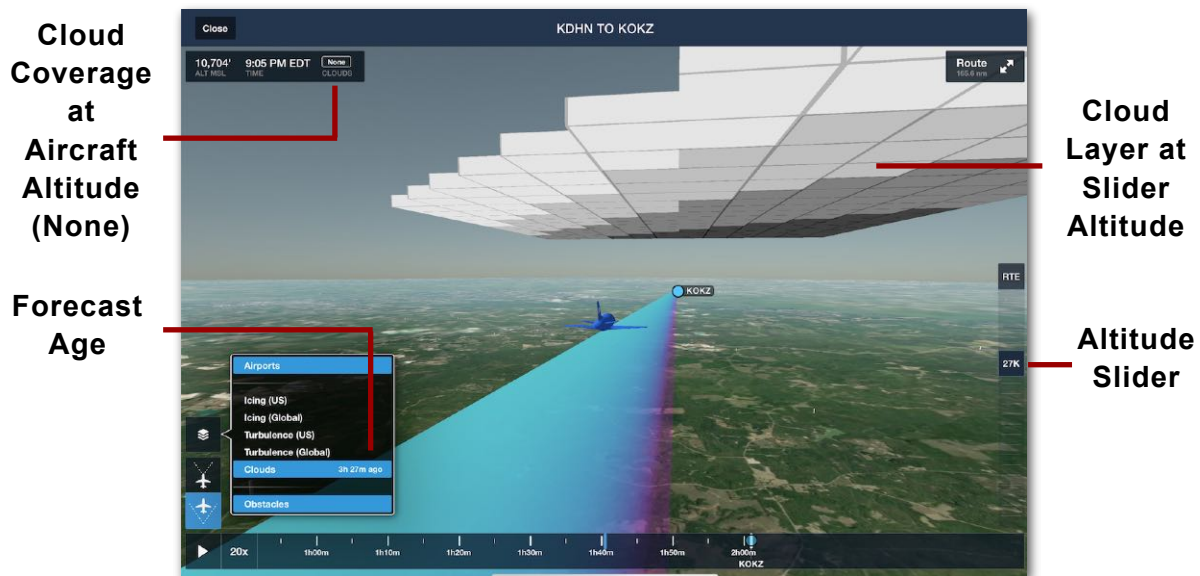 Cloud
Coverage
at
Aircraft
Altitude
(None)
Forecast
Age
Close
KDHN TO KOKZ
10,704' 9:05 PM EDT None
ALT MSL TIME CLOUDS
Route
165.6 nm
KOKZ
RTE
27K
Airports
Icing (US)
Icing (Global)
Turbulence (US)
Turbulence (Global)
Clouds 3h 27m ago
Obstacles
20x 1h00m 1h10m 1h20m 1h30m 1h40m 1h50m 2h00m
KOKZ
Cloud
Layer at
Slider
Altitude
Altitude
Slider